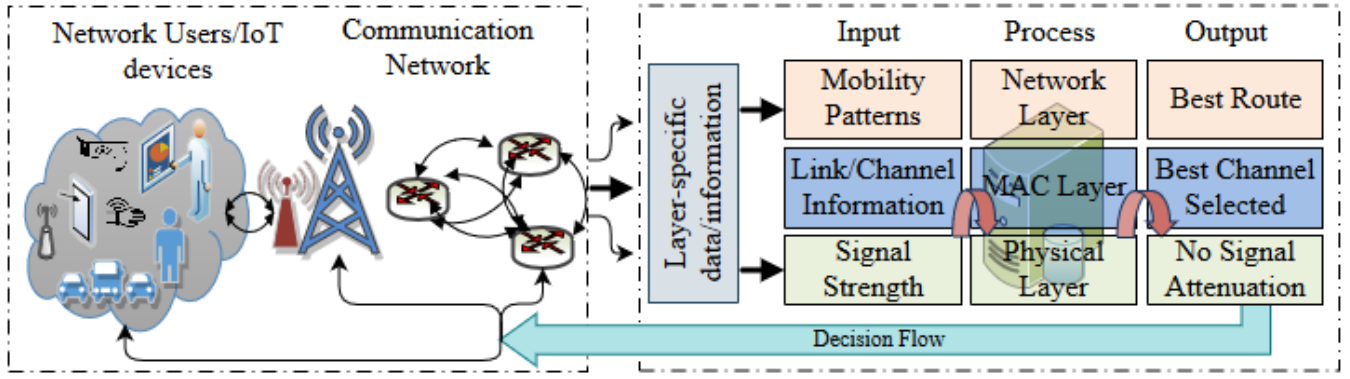 Network Users/IoT
devices
Communication
Network
Layer-specific
data/information
Input
Process
Output
Mobility
Patterns
Network
Layer
Best Route
Link/Channel
Information
MAC Layer
Best Channel
Selected
Signal
Strength
Physical
Layer
No Signal
Attenuation
Decision Flow